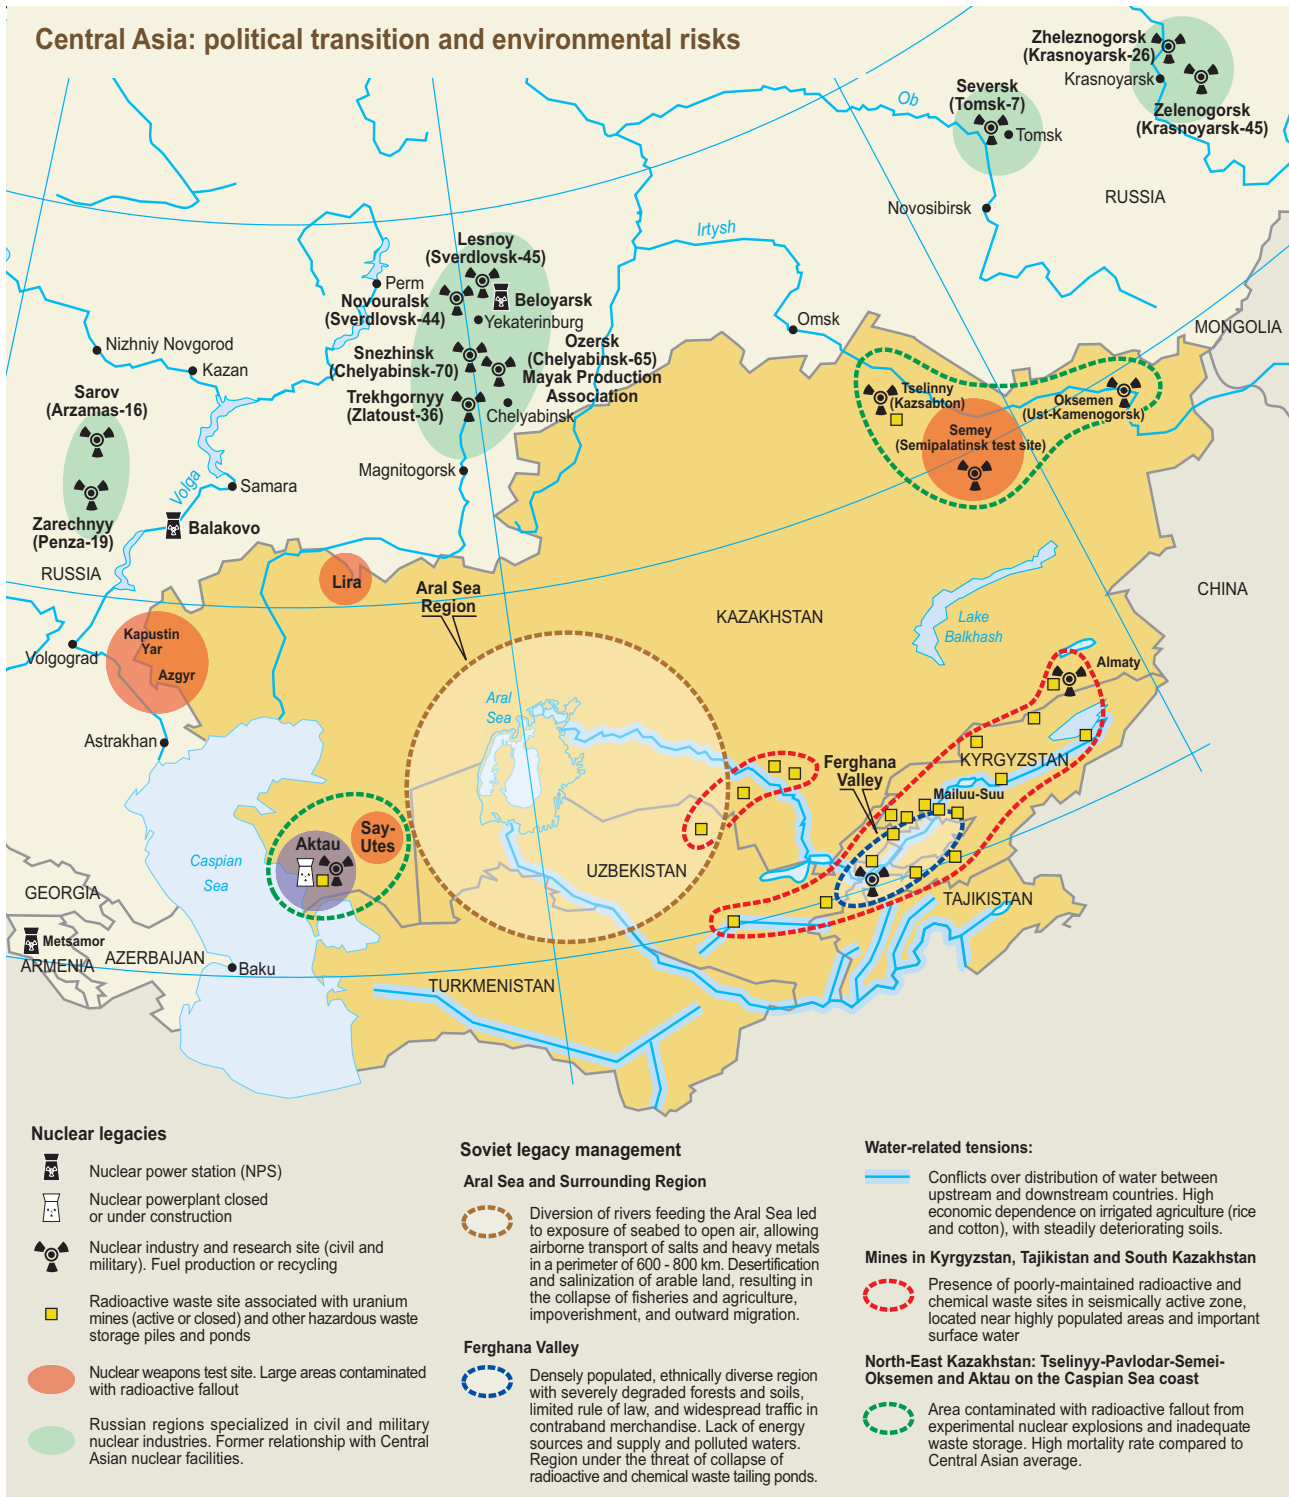 Central Asia: political transition and environmental risks
Zheleznogorsk
(Krasnoyarsk-26)
Krasnoyarsk
Zelenogorsk
(Krasnoyarsk-45)
Seversk
(Tomsk-7)
Tomsk
Ob
Novosibirsk
RUSSIA
Irtysh
Lesnoy
(Sverdlovsk-45)
Perm
Novouralsk
(Sverdlovsk-44)
Beloyarsk
Yekaterinburg
Omsk
MONGOLIA
Nizhniy Novgorod
Kazan
Snezhinsk
(Chelyabinsk-70)
Ozersk
(Chelyabinsk-65)
Mayak Production
Association
Trekhgornyy
(Zlatoust-36)
Chelyabinsk
Sarov
(Arzamas-16)
Tselinny
(Kazsabton)
Oksemen
(Ust-Kamenogorsk)
Semey
(Semipalatinsk test site)
Magnitogorsk
Volga
Samara
Zarechnyy
(Penza-19)
Balakovo
RUSSIA
Lira
Aral Sea
Region
KAZAKHSTAN
CHINA
Lake
Balkhash
Kapustin
Yar
Azgyr
Volgograd
Almaty
Aral
Sea
Astrakhan
Ferghana
Valley
KYRGYZSTAN
Mailuu-Suu
Say-
Utes
Aktau
Caspian
Sea
UZBEKISTAN
TAJIKISTAN
GEORGIA
Metsamor
ARMENIA
AZERBAIJAN
Baku
TURKMENISTAN
Nuclear legacies
Nuclear power station (NPS)
Nuclear powerplant closed
or under construction
Nuclear industry and research site (civil and
military). Fuel production or recycling
Radioactive waste site associated with uranium
mines (active or closed) and other hazardous waste
storage piles and ponds
Nuclear weapons test site. Large areas contaminated
with radioactive fallout
Russian regions specialized in civil and military
nuclear industries. Former relationship with Central
Asian nuclear facilities.
Soviet legacy management
Aral Sea and Surrounding Region
Diversion of rivers feeding the Aral Sea led
to exposure of seabed to open air, allowing
airborne transport of salts and heavy metals
in a perimeter of 600 - 800 km. Desertification
and salinization of arable land, resulting in
the collapse of fisheries and agriculture,
impoverishment, and outward migration.
Ferghana Valley
Densely populated, ethnically diverse region
with severely degraded forests and soils,
limited rule of law, and widespread traffic in
contraband merchandise. Lack of energy
sources and supply and polluted waters.
Region under the threat of collapse of
radioactive and chemical waste tailing ponds.
Water-related tensions:
Conflicts over distribution of water between
upstream and downstream countries. High
economic dependence on irrigated agriculture (rice
and cotton), with steadily deteriorating soils.
Mines in Kyrgyzstan, Tajikistan and South Kazakhstan
Presence of poorly-maintained radioactive and
chemical waste sites in seismically active zone,
located near highly populated areas and important
surface water
North-East Kazakhstan: Tselinyy-Pavlodar-Semei-
Oksemen and Aktau on the Caspian Sea coast
Area contaminated with radioactive fallout from
experimental nuclear explosions and inadequate
waste storage. High mortality rate compared to
Central Asian average.